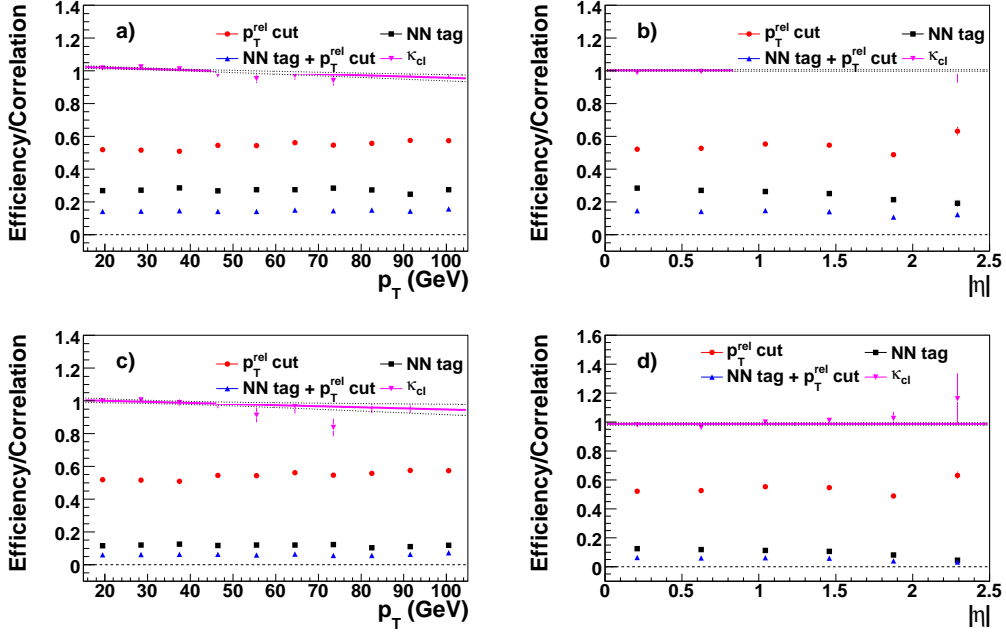 Efficiency/Correlation
1.4
1.2
1
0.8
0.6
0.4
0.2
0
a)
p_T^rel cut
NN tag
NN tag + p_T^rel cut
κ_cl
20 30 40 50 60 70 80 90 100
p_T (GeV)
Efficiency/Correlation
1.4
1.2
1
0.8
0.6
0.4
0.2
0
b)
p_T^rel cut
NN tag
NN tag + p_T^rel cut
κ_cl
0 0.5 1 1.5 2 2.5
|η|
Efficiency/Correlation
1.4
1.2
1
0.8
0.6
0.4
0.2
0
c)
p_T^rel cut
NN tag
NN tag + p_T^rel cut
κ_cl
20 30 40 50 60 70 80 90 100
p_T (GeV)
Efficiency/Correlation
1.6
1.4
1.2
1
0.8
0.6
0.4
0.2
0
d)
p_T^rel cut
NN tag
NN tag + p_T^rel cut
κ_cl
0 0.5 1 1.5 2 2.5
|η|